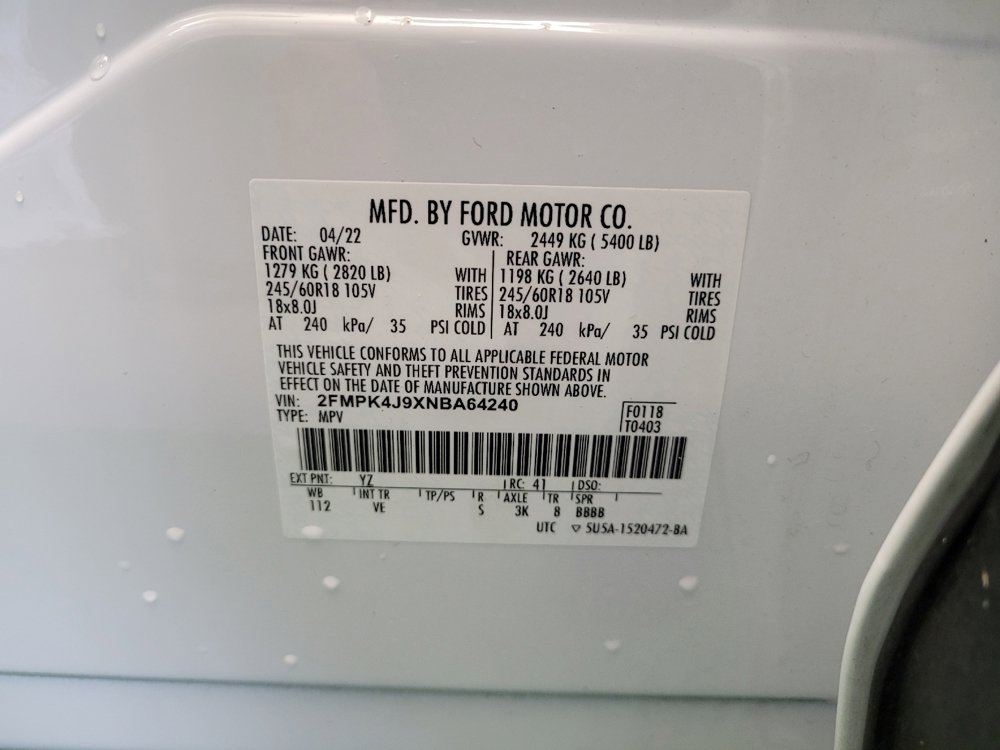 MFD. BY FORD MOTOR CO.
DATE: 04/22 GVWR: 2449 KG ( 5400 LB)
FRONT GAWR: REAR GAWR:
1279 KG ( 2820 LB) WITH 1198 KG ( 2640 LB) WITH
245/60R18 105V TIRES 245/60R18 105V TIRES
18x8.0J RIMS 18x8.0J RIMS
AT 240 kPa/ 35 PSI COLD AT 240 kPa/ 35 PSI COLD
THIS VEHICLE CONFORMS TO ALL APPLICABLE FEDERAL MOTOR
VEHICLE SAFETY AND THEFT PREVENTION STANDARDS IN
EFFECT ON THE DATE OF MANUFACTURE SHOWN ABOVE.
VIN: 2FMPK4J9XNBA64240 F0118
TYPE: MPV T0403
EXT PNT: YZ RC: 41 DSO:
WB INT TR TP/PS R AXLE TR SPR
112 VE S 3K 8 BBBB
UTC ▽ 5U5A-1520472-BA